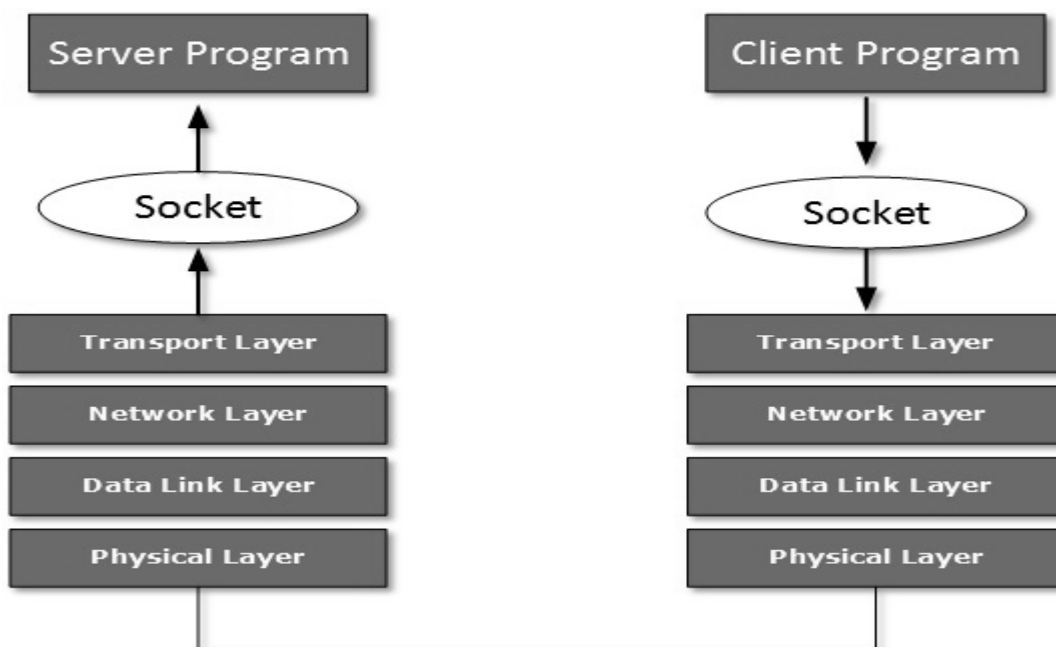 Server Program
Socket
Transport Layer
Network Layer
Data Link Layer
Physical Layer
Client Program
Socket
Transport Layer
Network Layer
Data Link Layer
Physical Layer